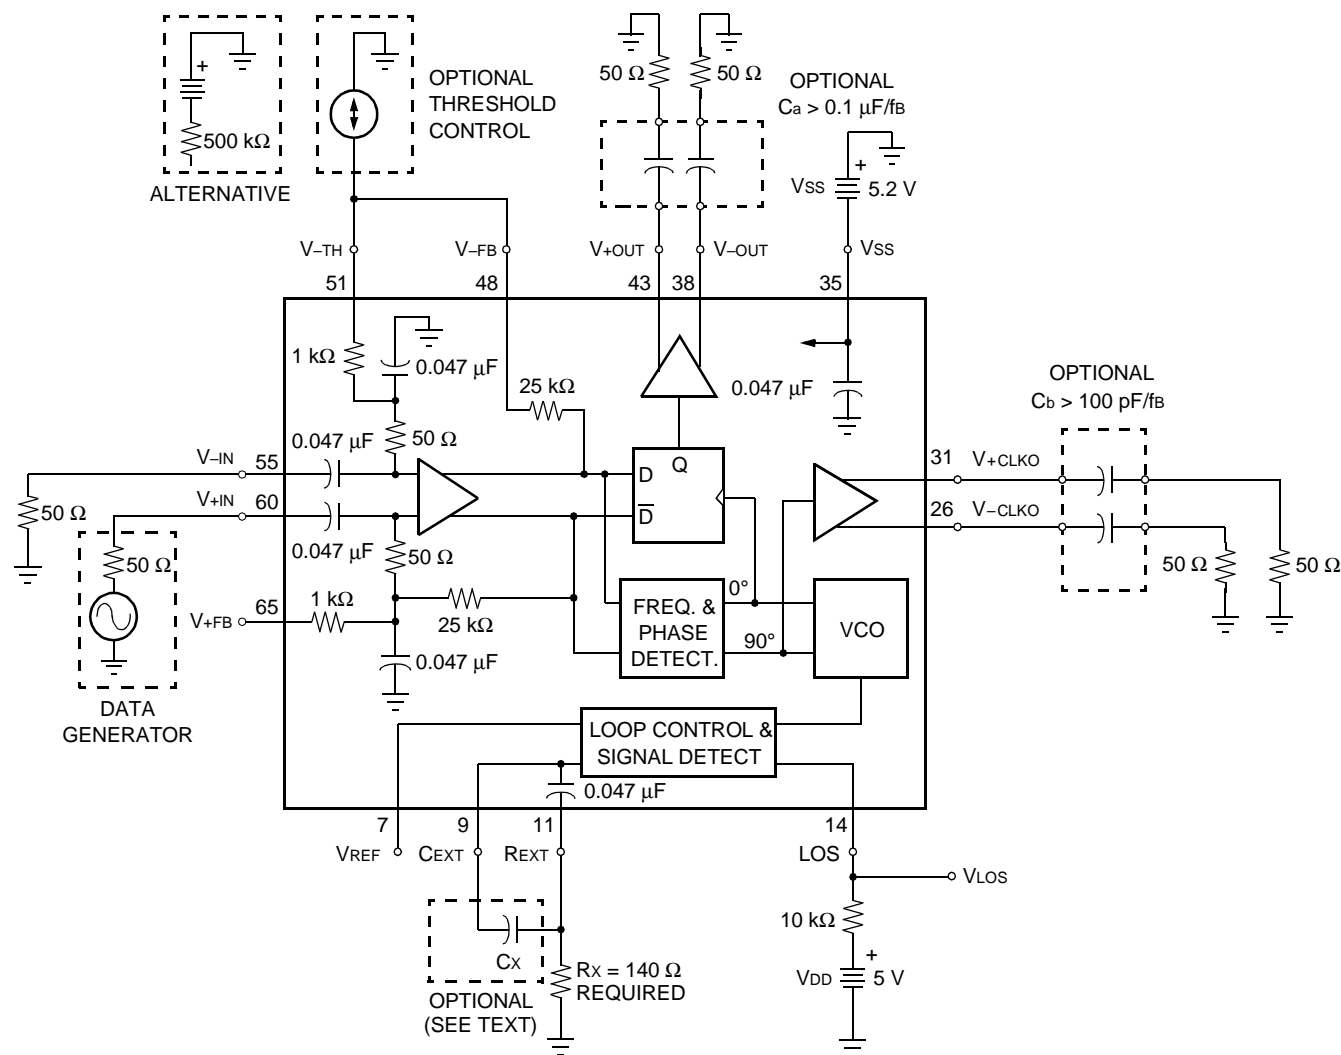 500 kΩ
ALTERNATIVE
OPTIONAL
THRESHOLD
CONTROL
50 Ω
50 Ω
OPTIONAL
Ca > 0.1 μF/fB
VSS
5.2 V
V–TH
V–FB
V+OUT
V–OUT
VSS
51
48
43
38
35
1 kΩ
0.047 μF
25 kΩ
0.047 μF
OPTIONAL
Cb > 100 pF/fB
0.047 μF
50 Ω
V–IN
55
Q
D
31
V+CLKO
V+IN
60
D
26
V–CLKO
50 Ω
50 Ω
0.047 μF
50 Ω
50 Ω
50 Ω
V+FB
65
1 kΩ
25 kΩ
0.047 μF
FREQ. &
PHASE
DETECT.
0°
90°
VCO
DATA
GENERATOR
LOOP CONTROL &
SIGNAL DETECT
0.047 μF
7
9
11
14
VREF
CEXT
REXT
LOS
VLOS
10 kΩ
CX
RX = 140 Ω
REQUIRED
VDD
5 V
OPTIONAL
(SEE TEXT)